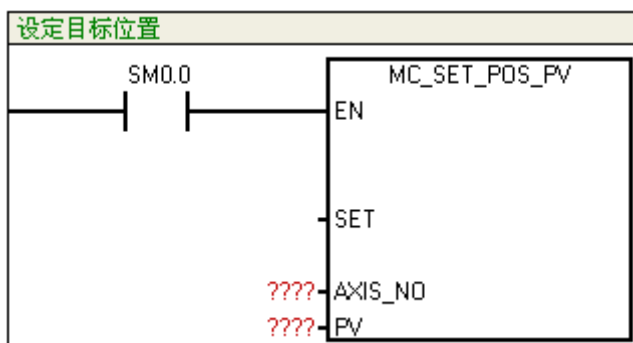 设定目标位置
SM0.0
MC_SET_POS_PV
EN
SET
???? AXIS_NO
???? PV